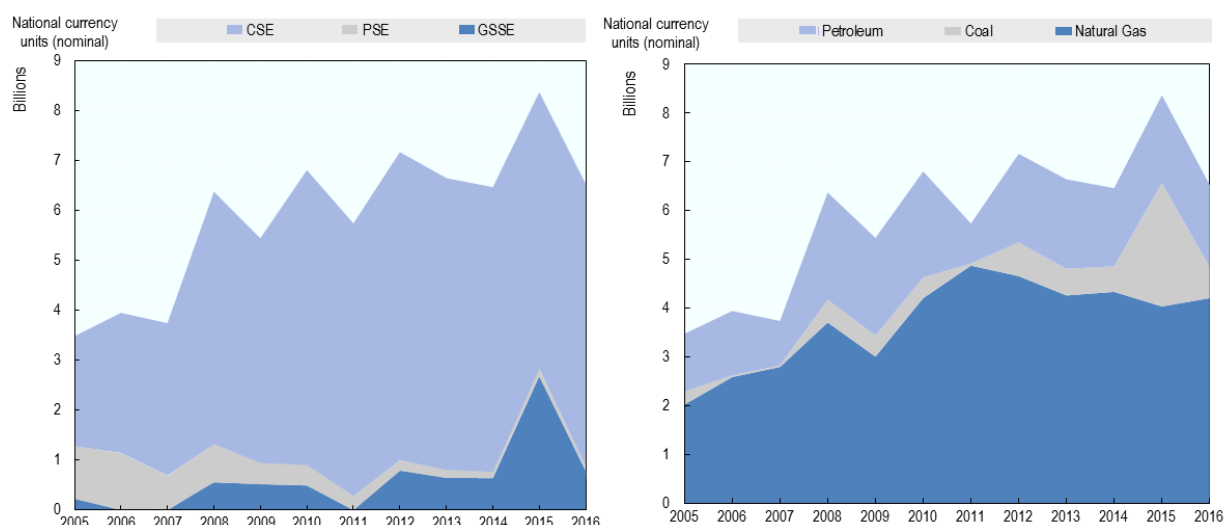 National currency
units (nominal)
CSE
PSE
GSSE
Billions
9
8
7
6
5
4
3
2
1
0
2005 2006 2007 2008 2009 2010 2011 2012 2013 2014 2015 2016
National currency
units (nominal)
Petroleum
Coal
Natural Gas
Billions
9
8
7
6
5
4
3
2
1
0
2005 2006 2007 2008 2009 2010 2011 2012 2013 2014 2015 2016